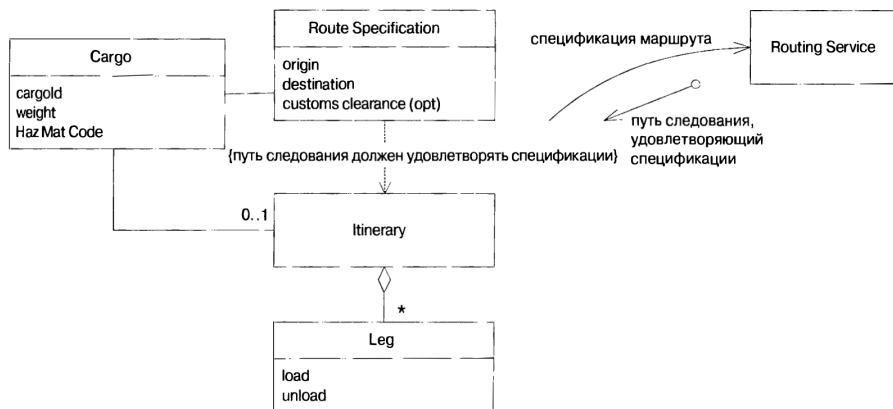 Route Specification
origin
destination
customs clearance (opt)
Cargo
cargoId
weight
Haz Mat Code
спецификация маршрута
Routing Service
путь следования,
удовлетворяющий
спецификации
{путь следования должен удовлетворять спецификации}
0..1
Itinerary
*
Leg
load
unload